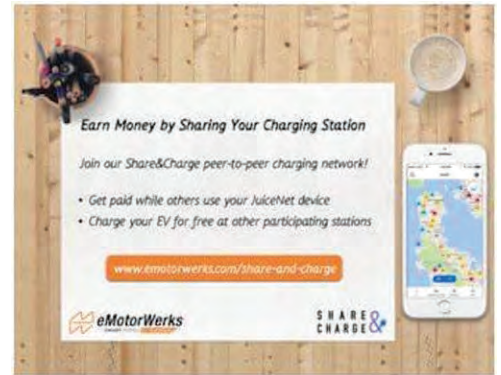 Earn Money by Sharing Your Charging Station
Join our Share&Charge peer-to-peer charging network!
• Get paid while others use your JuiceNet device
• Charge your EV for free at other participating stations
www.emotorwerks.com/share-and-charge
eMotorWerks
SHARE &
CHARGE